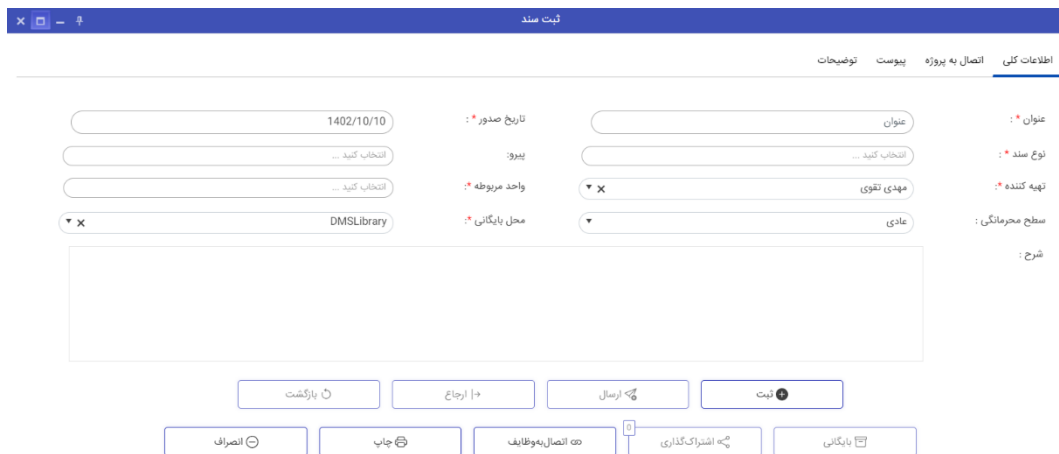 ثبت سند
اطلاعات کلی اتصال به پروژه پیوست توضیحات
عنوان * : عنوان تاریخ صدور * : 1402/10/10
نوع سند * : انتخاب کنید ... پیرو: انتخاب کنید ...
تهیه کننده *: مهدی تقوی واحد مربوطه *: انتخاب کنید ...
سطح محرمانگی : عادی محل بایگانی *: DMSLibrary
شرح :
ثبت ارسال ارجاع بازگشت
بایگانی اشتراک‌گذاری 0 اتصال‌به‌وظایف چاپ انصراف